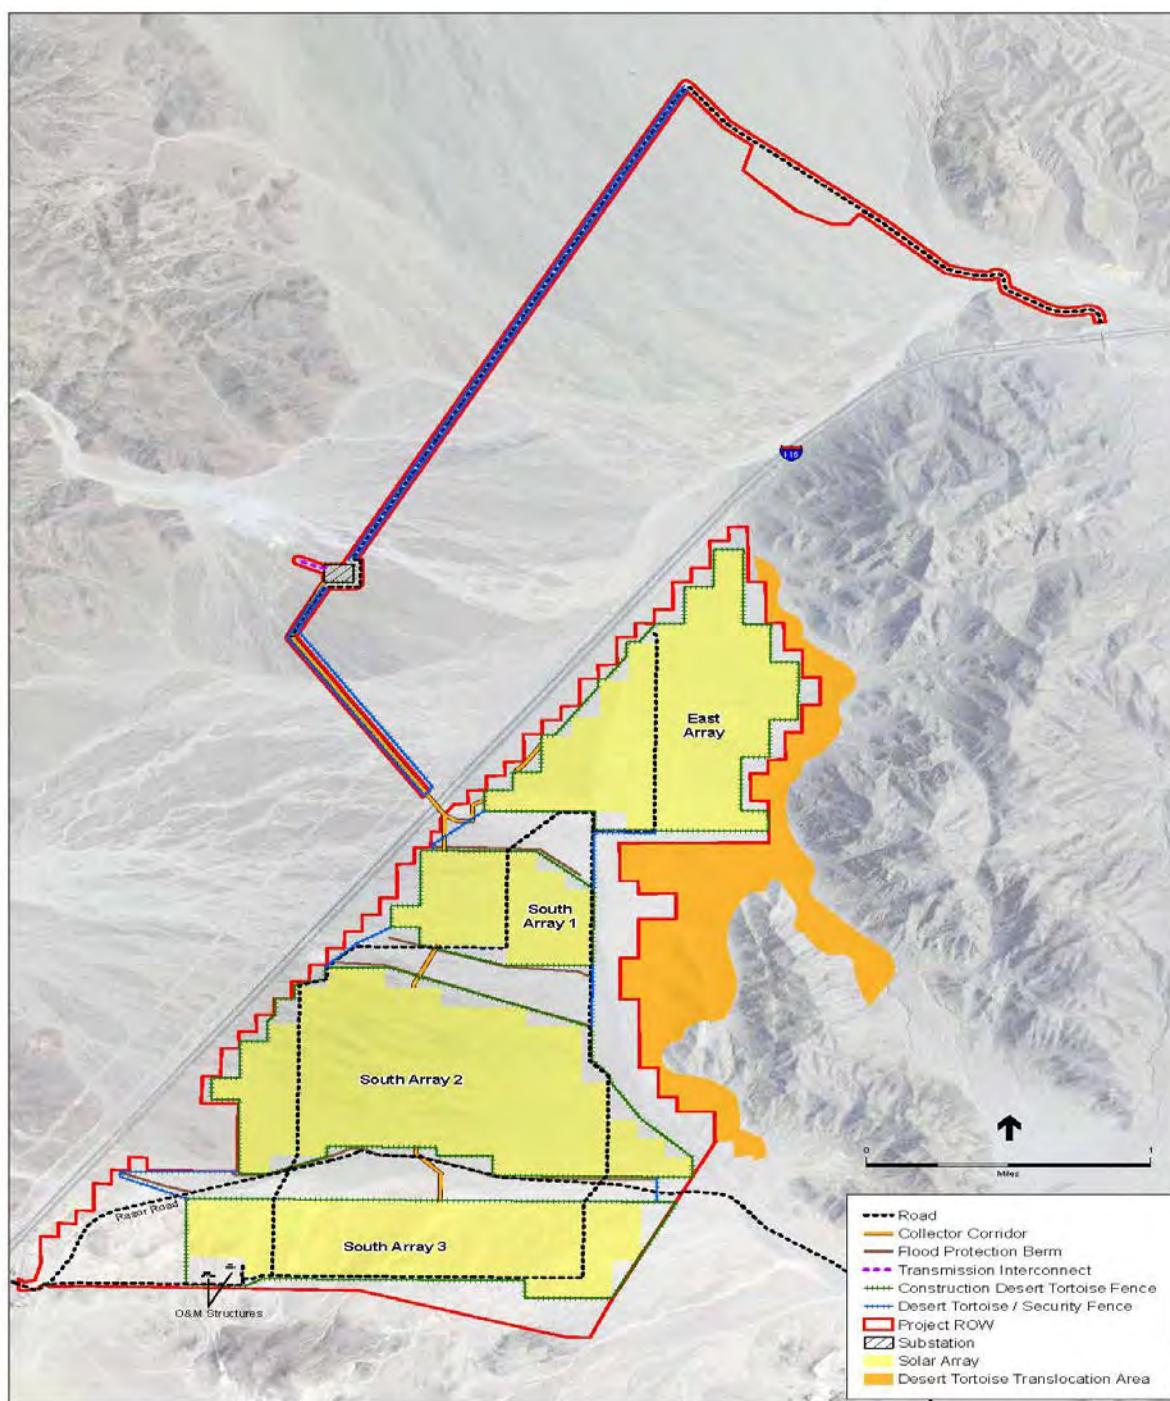 I-15
East
Array
South
Array 1
South Array 2
Razor Road
South Array 3
O&M Structures
0 1
Miles
Road
Collector Corridor
Flood Protection Berm
Transmission Interconnect
Construction Desert Tortoise Fence
Desert Tortoise / Security Fence
Project ROW
Substation
Solar Array
Desert Tortoise Translocation Area